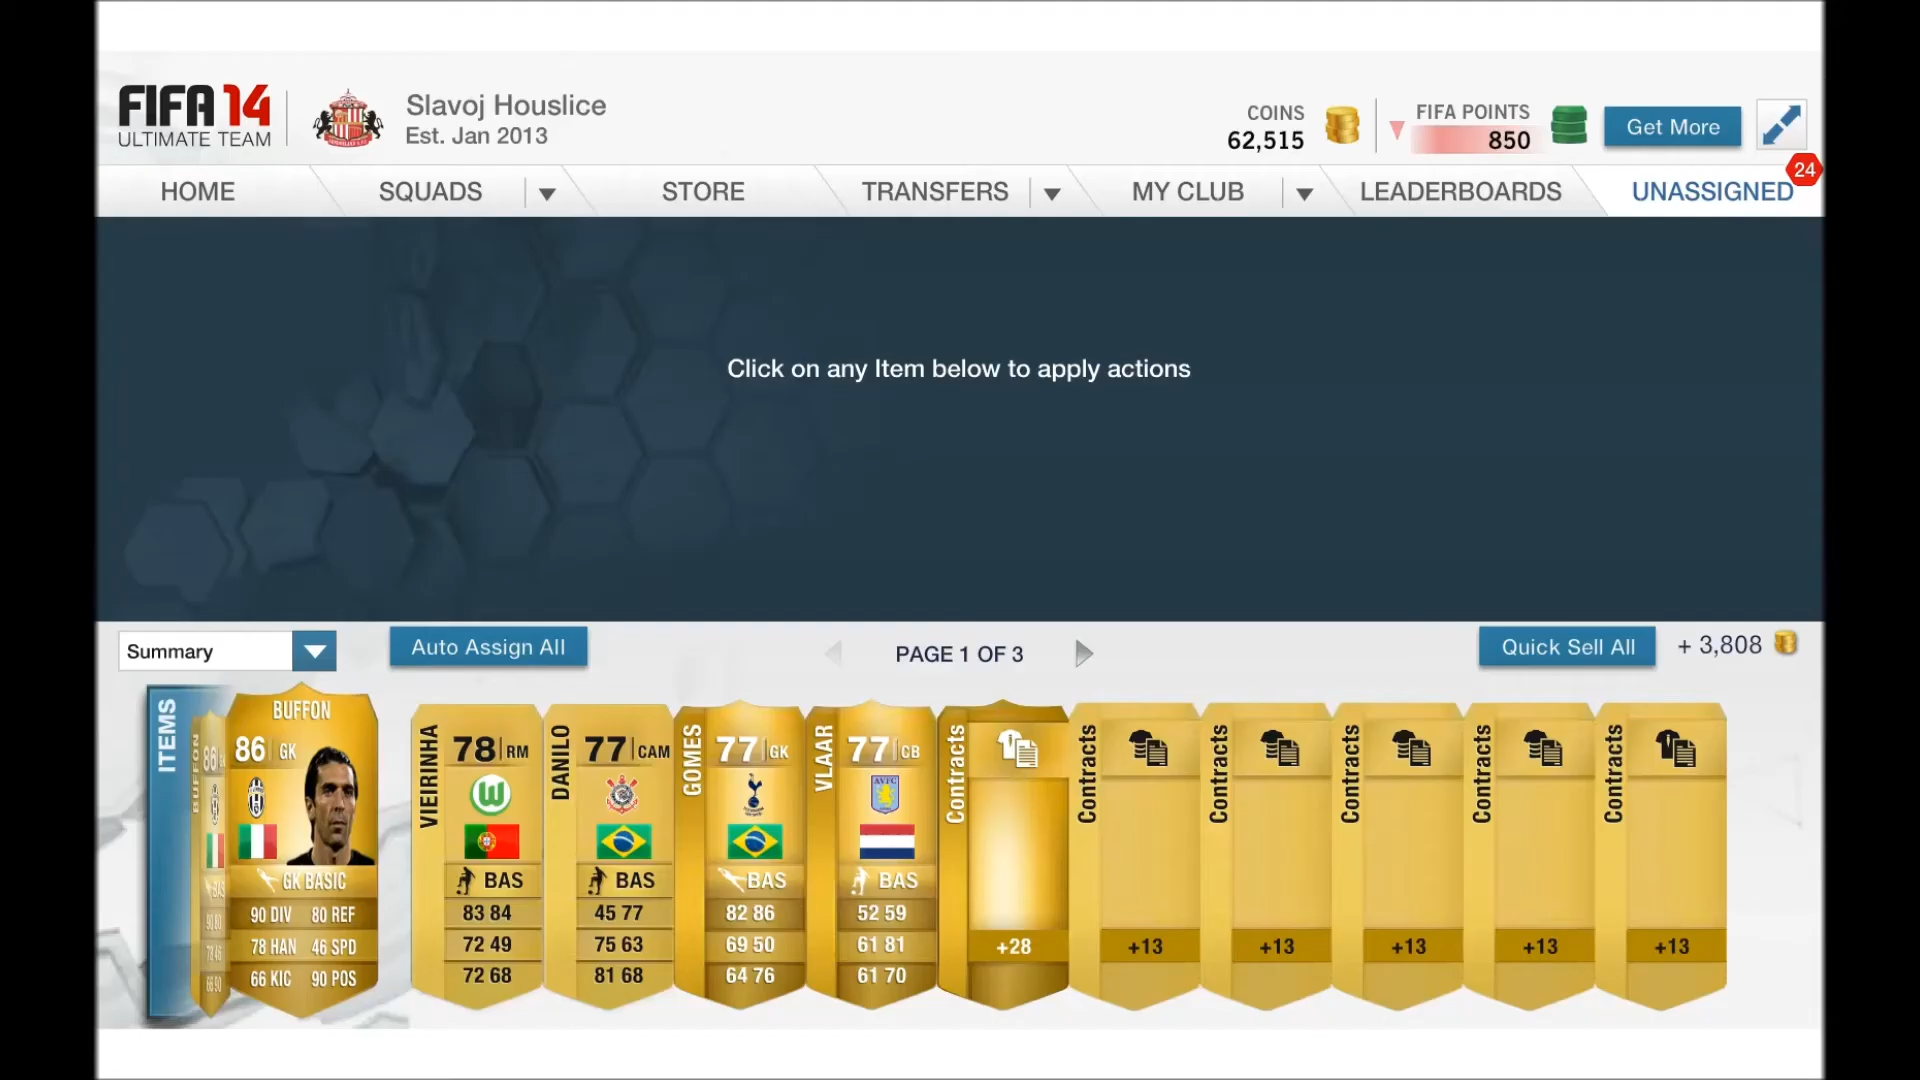 FIFA 14
ULTIMATE TEAM
Slavoj Houslice
Est. Jan 2013
COINS
62,515
FIFA POINTS
850
Get More
HOME
SQUADS
STORE
TRANSFERS
MY CLUB
LEADERBOARDS
UNASSIGNED
24
Click on any Item below to apply actions
Summary
Auto Assign All
PAGE 1 OF 3
Quick Sell All
+ 3,808
ITEMS
BUFFON
86
BUFFON
86 GK
GK BASIC
90 DIV 80 REF
78 HAN 46 SPD
66 KIC 90 POS
VIEIRINHA
78 RM
BAS
83 84
72 49
72 68
DANILO
77 CAM
BAS
45 77
75 63
81 68
GOMES
77 GK
BAS
82 86
69 50
64 76
VLAAR
77 CB
AVFC
BAS
52 59
61 81
61 70
Contracts
+28
Contracts
+13
Contracts
+13
Contracts
+13
Contracts
+13
Contracts
+13